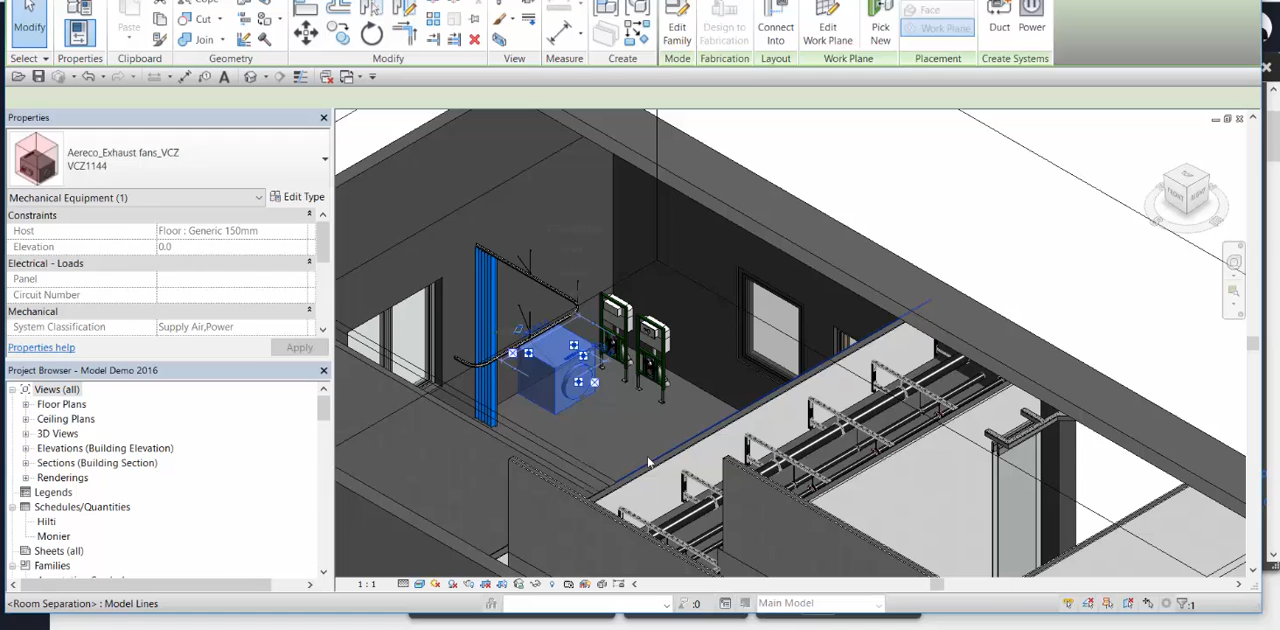 Cut
Modify
Paste
Join
Edit
Family
Design to
Fabrication
Connect
Into
Edit
Work Plane
Pick
New
Face
Work Plane
Duct
Power
Select
Properties
Clipboard
Geometry
Modify
View
Measure
Create
Mode
Fabrication
Layout
Work Plane
Placement
Create Systems
Properties
Aereco_Exhaust fans_VCZ
VCZ1144
Mechanical Equipment (1)
Edit Type
Constraints
Host
Floor : Generic 150mm
Elevation
0.0
Electrical - Loads
Panel
Circuit Number
Mechanical
System Classification
Supply Air,Power
Properties help
Apply
Project Browser - Model Demo 2016
Views (all)
Floor Plans
Ceiling Plans
3D Views
Elevations (Building Elevation)
Sections (Building Section)
Renderings
Legends
Schedules/Quantities
Hilti
Monier
Sheets (all)
Families
TOP
FRONT
RIGHT
1 : 1
<Room Separation> : Model Lines
:0
Main Model
:1